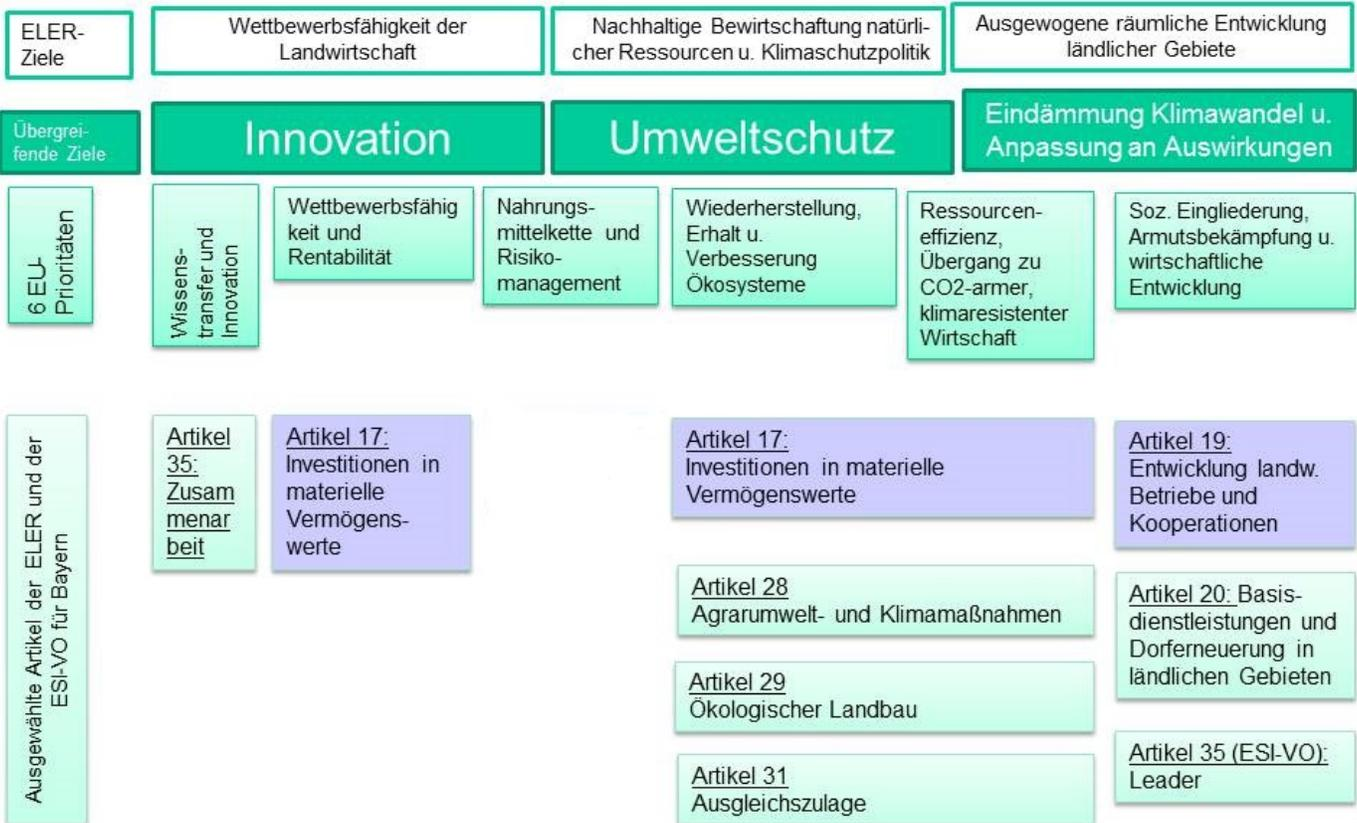 ELER-
Ziele
Wettbewerbsfähigkeit der
Landwirtschaft
Nachhaltige Bewirtschaftung natürli-
cher Ressourcen u. Klimaschutzpolitik
Ausgewogene räumliche Entwicklung
ländlicher Gebiete
Übergrei-
fende Ziele
Innovation
Umweltschutz
Eindämmung Klimawandel u.
Anpassung an Auswirkungen
6 EU-
Prioritäten
Wissens-
transfer und
Innovation
Wettbewerbsfähig
keit und
Rentabilität
Nahrungs-
mittelkette und
Risiko-
management
Wiederherstellung,
Erhalt u.
Verbesserung
Ökosysteme
Ressourcen-
effizienz,
Übergang zu
CO2-armer,
klimaresistenter
Wirtschaft
Soz. Eingliederung,
Armutsbekämpfung u.
wirtschaftliche
Entwicklung
Ausgewählte Artikel der ELER und der
ESI-VO für Bayern
Artikel
35:
Zusam
menar
beit
Artikel 17:
Investitionen in
materielle
Vermögens-
werte
Artikel 17:
Investitionen in materielle
Vermögenswerte
Artikel 28
Agrarumwelt- und Klimamaßnahmen
Artikel 29
Ökologischer Landbau
Artikel 31
Ausgleichszulage
Artikel 19:
Entwicklung landw.
Betriebe und
Kooperationen
Artikel 20: Basis-
dienstleistungen und
Dorferneuerung in
ländlichen Gebieten
Artikel 35 (ESI-VO):
Leader